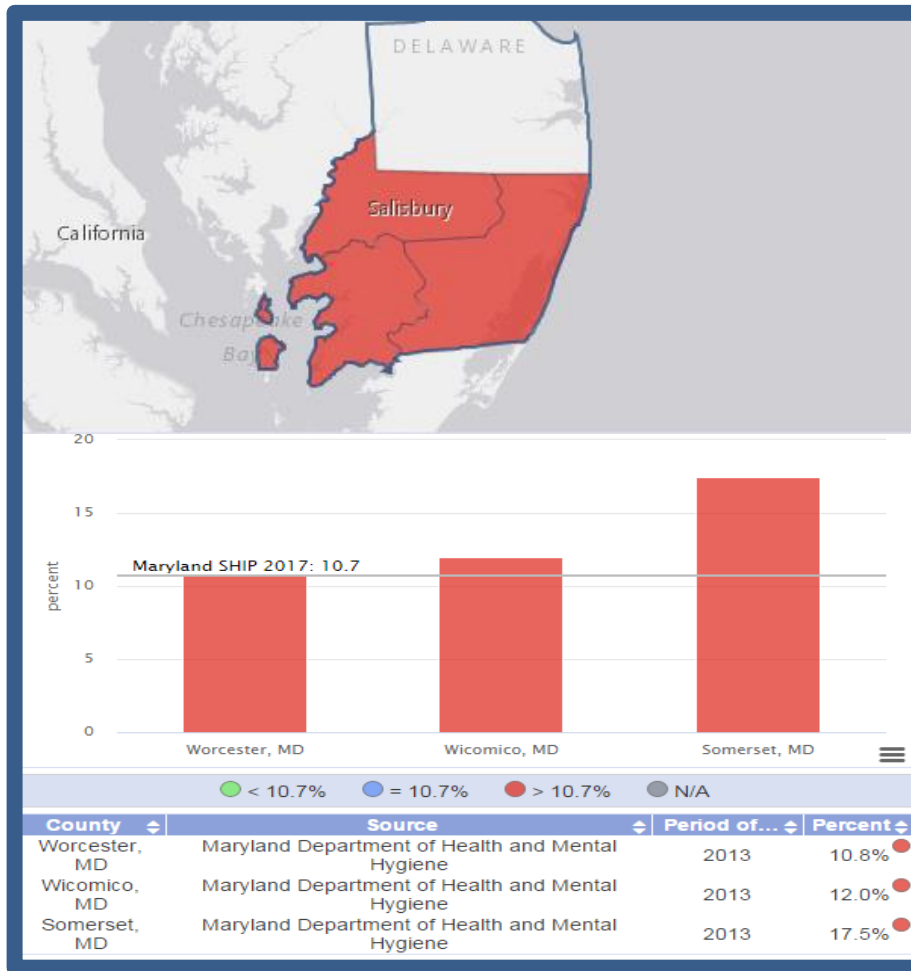 DELAWARE
Salisbury
California
Chesapeake
Bay
20
15
Maryland SHIP 2017: 10.7
10
percent
5
0
Worcester, MD
Wicomico, MD
Somerset, MD
< 10.7%
= 10.7%
> 10.7%
N/A
County Source Period of... Percent
Worcester, MD
Maryland Department of Health and Mental Hygiene
2013
10.8%
Wicomico, MD
Maryland Department of Health and Mental Hygiene
2013
12.0%
Somerset, MD
Maryland Department of Health and Mental Hygiene
2013
17.5%